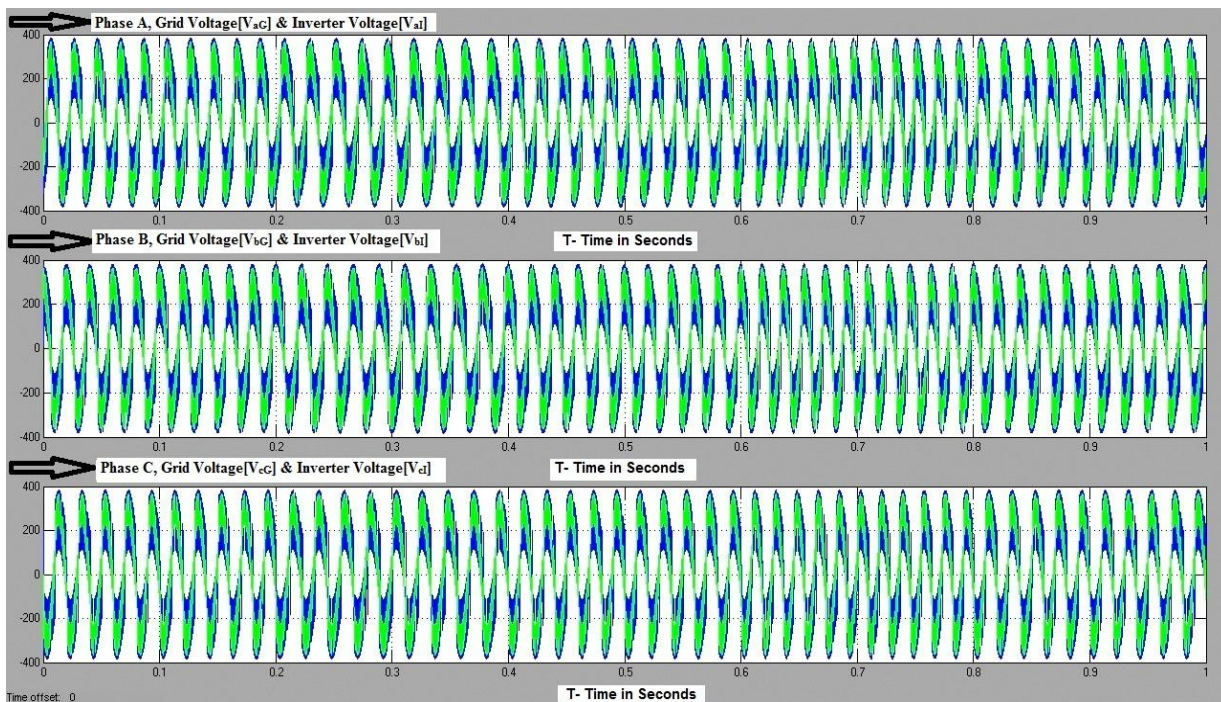 Phase A, Grid Voltage[VaG] & Inverter Voltage[VaI]
400
200
0
-200
-400
0 0.1 0.2 0.3 0.4 0.5 0.6 0.7 0.8 0.9 1
Phase B, Grid Voltage[VbG] & Inverter Voltage[VbI] T- Time in Seconds
400
200
0
-200
-400
0 0.1 0.2 0.3 0.4 0.5 0.6 0.7 0.8 0.9 1
Phase C, Grid Voltage[VcG] & Inverter Voltage[VcI] T- Time in Seconds
400
200
0
-200
-400
0 0.1 0.2 0.3 0.4 0.5 0.6 0.7 0.8 0.9 1
Time offset: 0 T- Time in Seconds